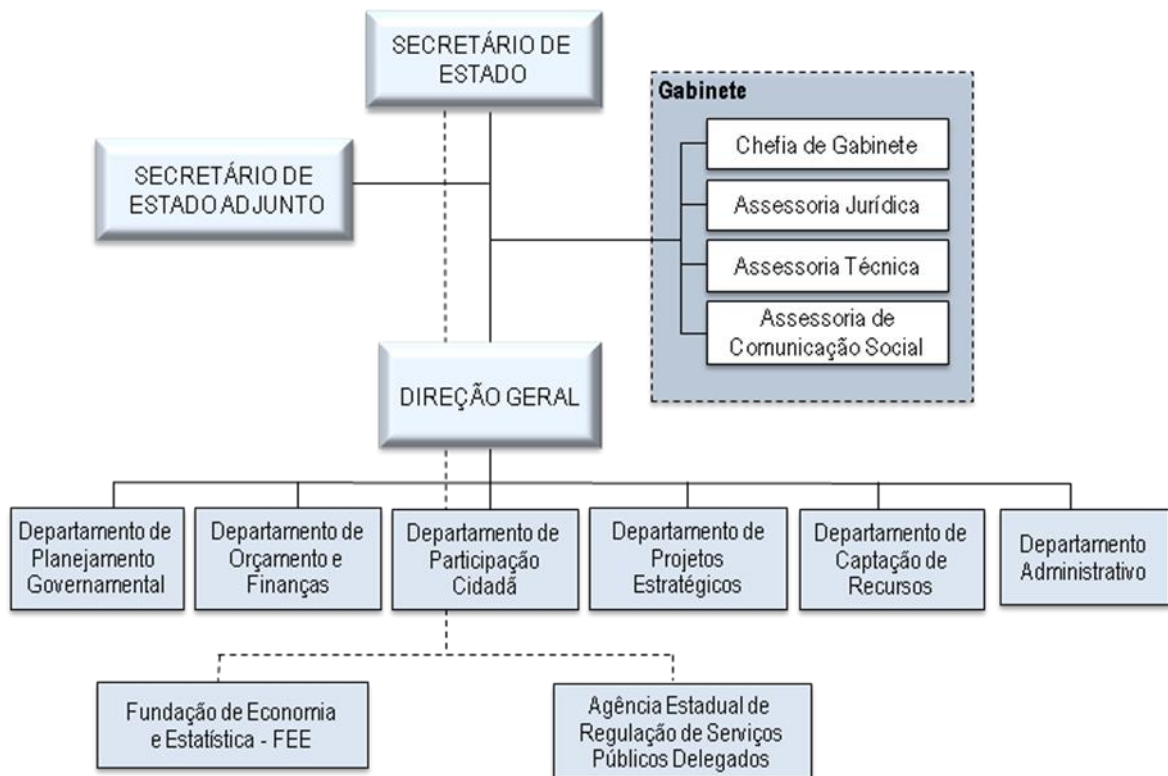 SECRETÁRIO DE
ESTADO
Gabinete
Chefia de Gabinete
SECRETÁRIO DE
ESTADO ADJUNTO
Assessoria Jurídica
Assessoria Técnica
Assessoria de
Comunicação Social
DIREÇÃO GERAL
Departamento de
Planejamento
Governamental
Departamento de
Orçamento e
Finanças
Departamento de
Participação
Cidadã
Departamento de
Projetos
Estratégicos
Departamento de
Captação de
Recursos
Departamento
Administrativo
Fundação de Economia
e Estatística - FEE
Agência Estadual de
Regulação de Serviços
Públicos Delegados